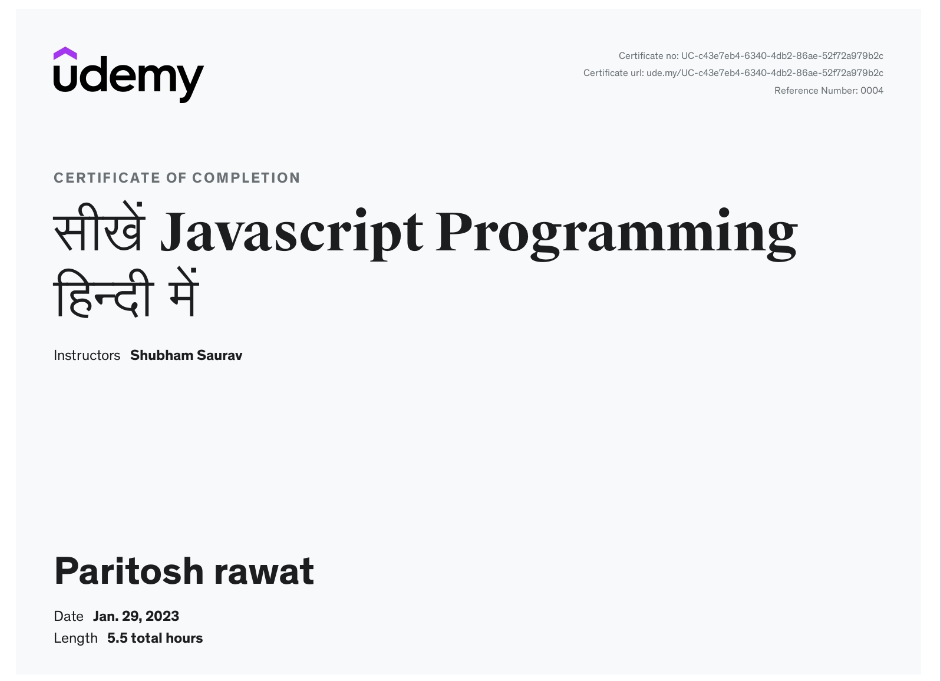 udemy
Certificate no: UC-c43e7eb4-6340-4db2-86ae-52f72a979b2c
Certificate url: ude.my/UC-c43e7eb4-6340-4db2-86ae-52f72a979b2c
Reference Number: 0004
CERTIFICATE OF COMPLETION
सीखें Javascript Programming
हिन्दी में
Instructors Shubham Saurav
Paritosh rawat
Date Jan. 29, 2023
Length 5.5 total hours